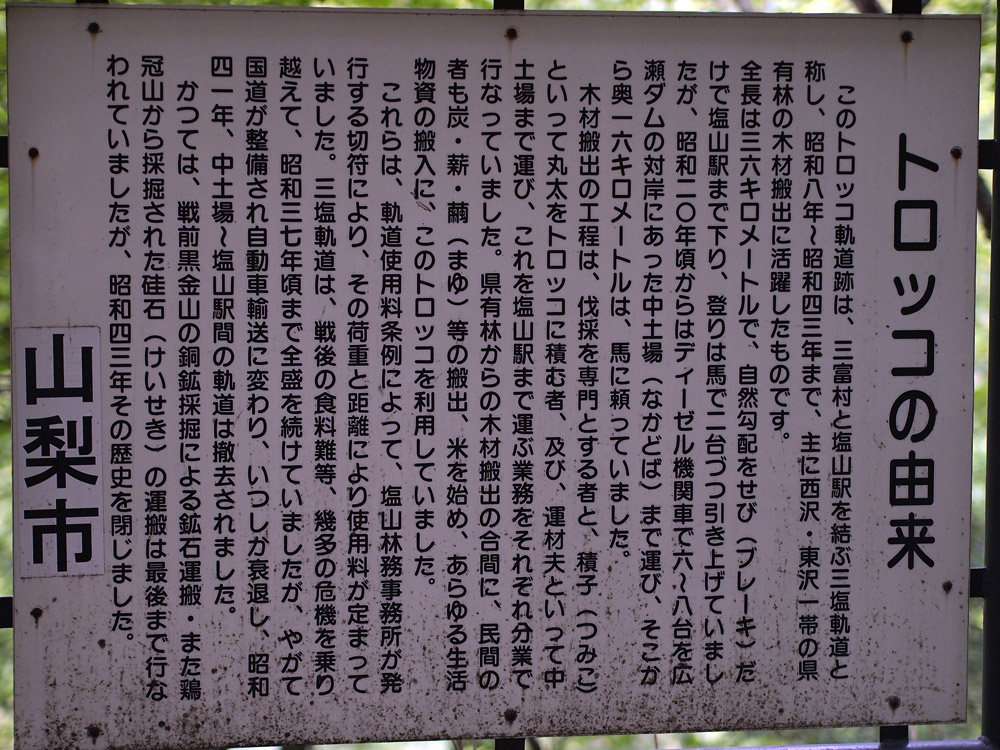 トロッコの由来
このトロッコ軌道跡は、三富村と塩山駅を結ぶ三塩軌道と
称し、昭和八年～昭和四三年まで、主に西沢・東沢一帯の県
有林の木材搬出に活躍したものです。
全長は三六キロメートルで、自然勾配をせび（ブレーキ）だ
けで塩山駅まで下り、登りは馬で二台づつ引き上げていまし
たが、昭和二〇年頃からはディーゼル機関車で六～八台を広
瀬ダムの対岸にあった中土場（なかどば）まで運び、そこか
ら奥一六キロメートルは、馬に頼っていました。
木材搬出の工程は、伐採を専門とする者と、積子（つみこ）
といって丸太をトロッコに積む者、及び、運材夫といって中
土場まで運び、これを塩山駅まで運ぶ業務をそれぞれ分業で
行なっていました。県有林からの木材搬出の合間に、民間の
者も炭・薪・繭（まゆ）等の搬出、米を始め、あらゆる生活
物資の搬入に、このトロッコを利用していました。
これらは、軌道使用料条例によって、塩山林務事務所が発
行する切符により、その荷重と距離により使用料が定まって
いました。三塩軌道は、戦後の食料難等、幾多の危機を乗り
越えて、昭和三七年頃まで全盛を続けていましたが、やがて
国道が整備され自動車輸送に変わり、いつしか衰退し、昭和
四一年、中土場～塩山駅間の軌道は撤去されました。
かつては、戦前黒金山の銅鉱採掘による鉱石運搬・また鶏
冠山から採掘された硅石（けいせき）の運搬は最後まで行な
われていましたが、昭和四三年その歴史を閉じました。
山梨市